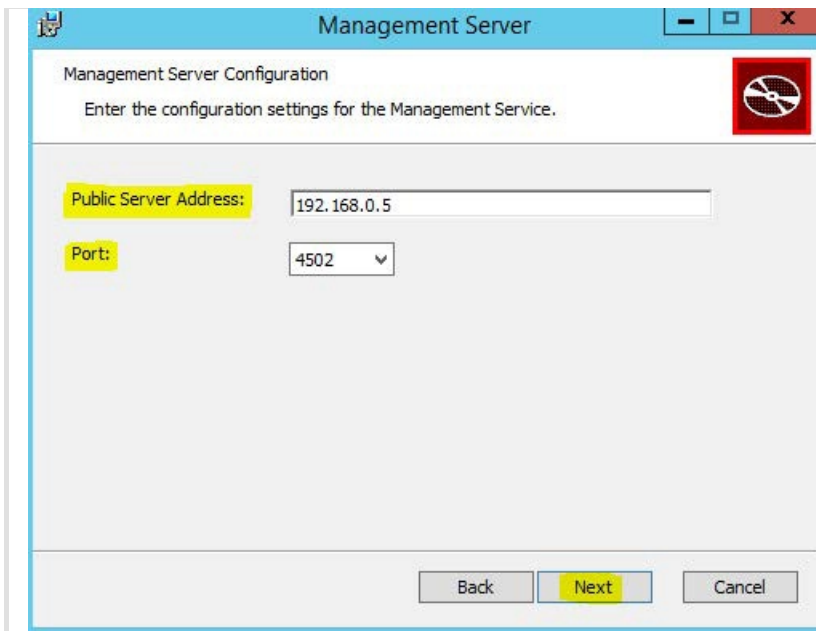 Management Server
Management Server Configuration
Enter the configuration settings for the Management Service.
Public Server Address:
192.168.0.5
Port:
4502
Back
Next
Cancel